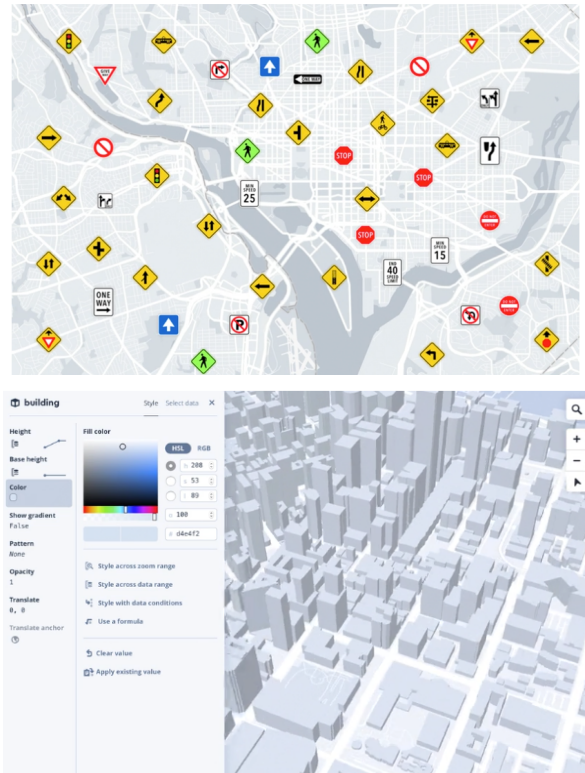 GIVE
WAY
ONE WAY
STOP
MIN
SPEED
25
STOP
STOP
DO NOT
ENTER
MIN
SPEED
15
END
40
SPEED
LIMIT
ONE
WAY
P
DO NOT
ENTER
building
Style
Select data
Height
Base height
Color
Show gradient
False
Pattern
None
Opacity
1
Translate
0, 0
Translate anchor
Fill color
HSL
RGB
H 208
S 53
l 89
a 100
# d4e4f2
Style across zoom range
Style across data range
Style with data conditions
Use a formula
Clear value
Apply existing value